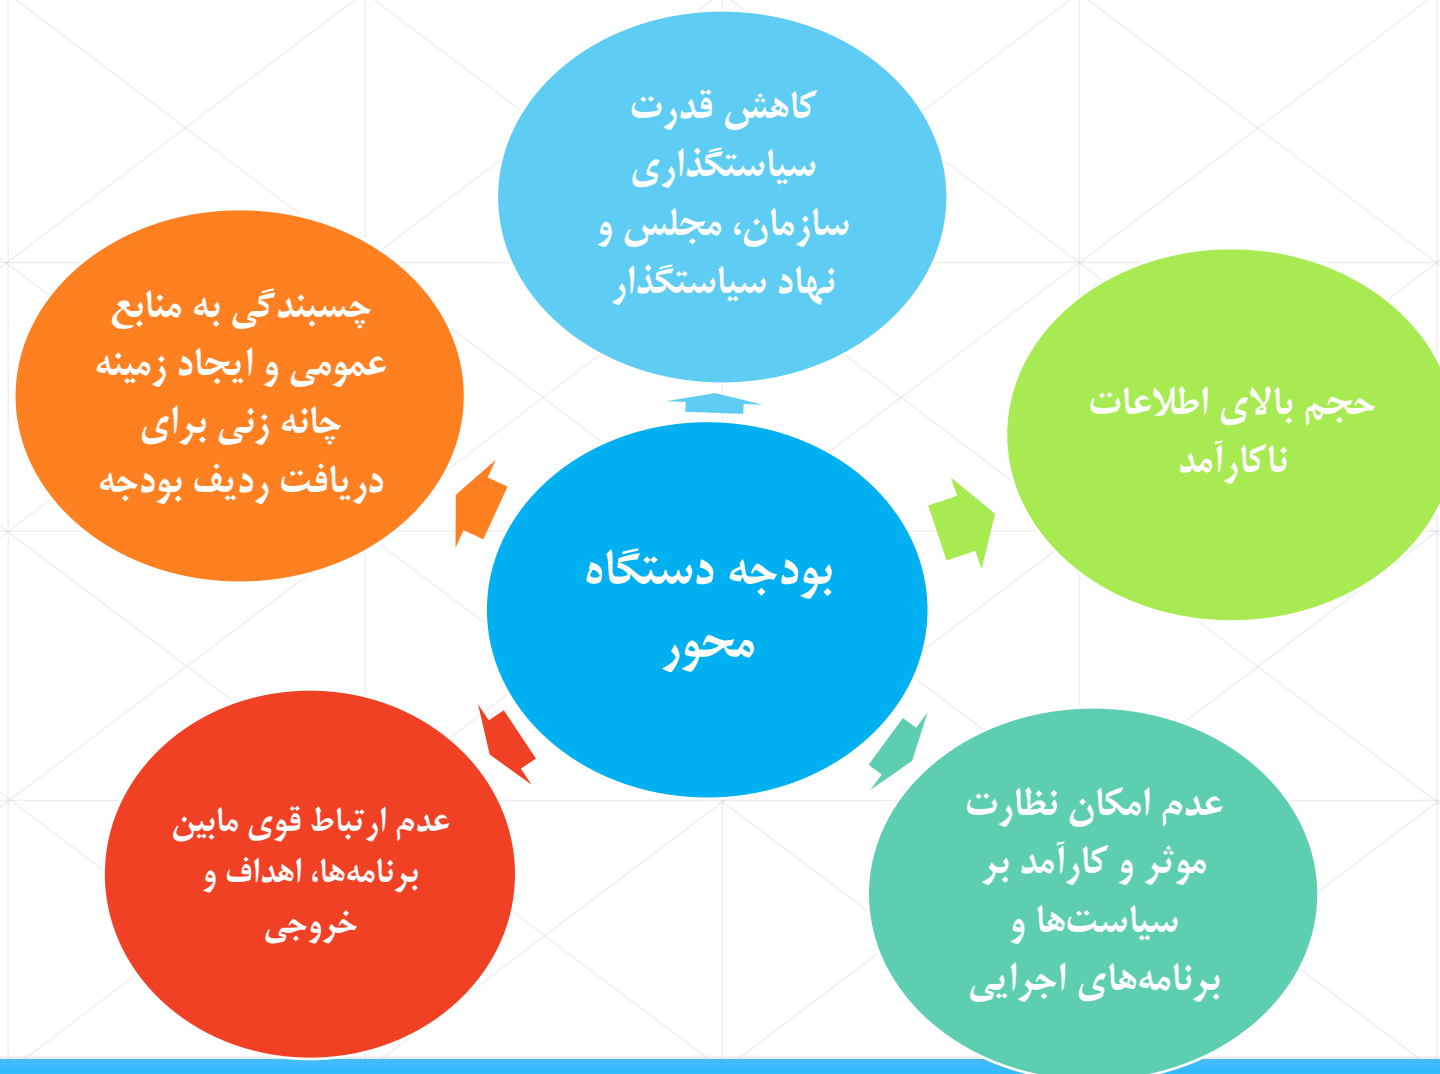 کاهش قدرت
سیاستگذاری
سازمان، مجلس و
نهاد سیاستگذار
حجم بالای اطلاعات
ناکارآمد
عدم امکان نظارت
موثر و کارآمد بر
سیاست‌ها و
برنامه‌های اجرایی
عدم ارتباط قوی مابین
برنامه‌ها، اهداف و
خروجی
چسبندگی به منابع
عمومی و ایجاد زمینه
چانه زنی برای
دریافت ردیف بودجه
بودجه دستگاه
محور